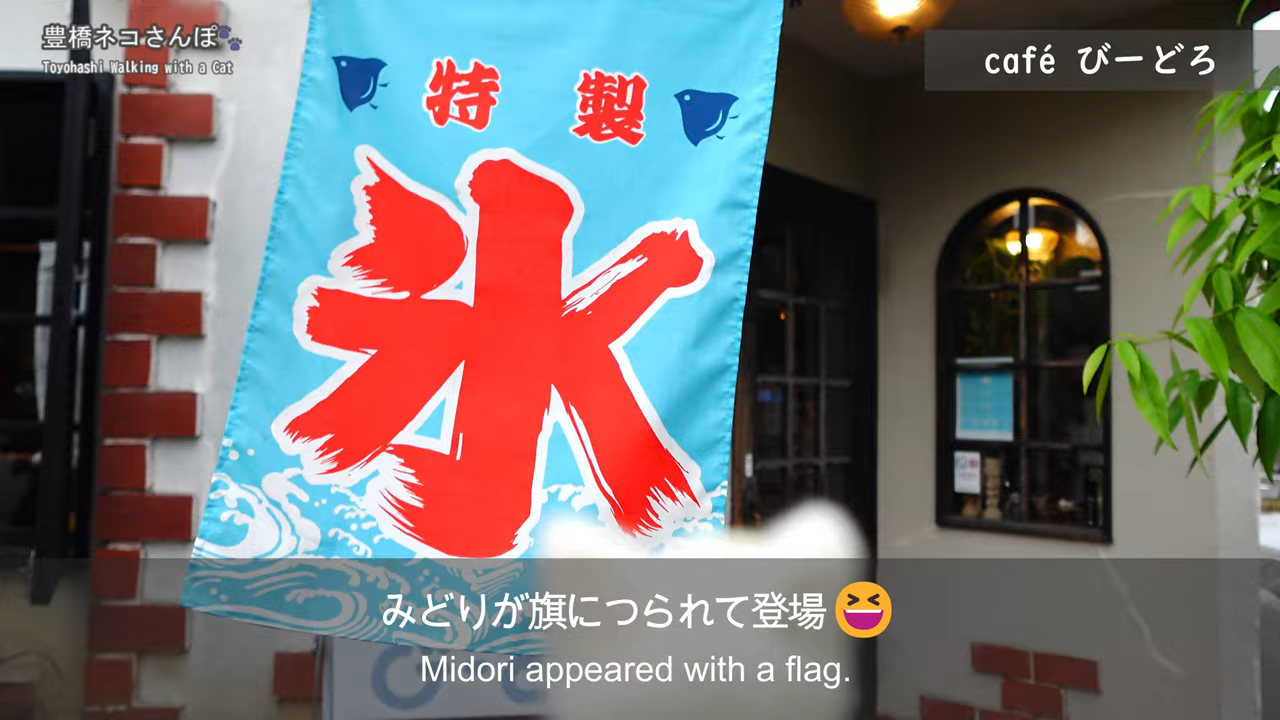 豊橋ネコさんぽ
Toyohashi Walking with a Cat
café びーどろ
特製
氷
みどりが旗につられて登場😆
Midori appeared with a flag.